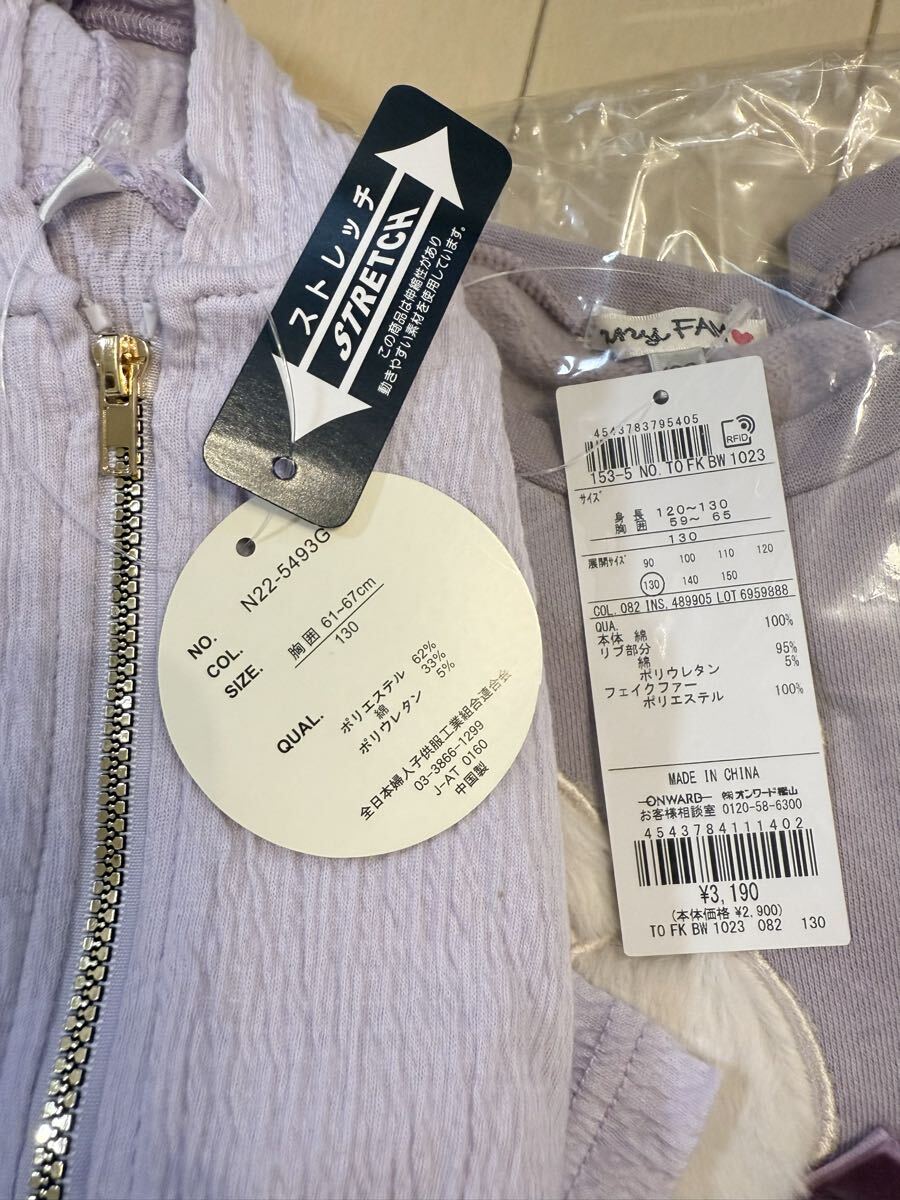 ストレッチ
STRETCH
この商品は伸縮性があり
動きやすい素材を使用しています。
NO. N22-5493G
COL.
SIZE. 胸囲 61~67cm
130
QUAL.
ポリエステル 62%
綿 33%
ポリウレタン 5%
全日本婦人子供服工業組合連合会
03-3866-1299
J-AT 0160
中国製
my FAV
4543783795405
RFID
153-5 NO. TO FK BW 1023
サイズ
身長 120~130
胸囲 59~ 65
130
展開サイズ 90 100 110 120
130 140 150
COL. 082 INS. 489905 LOT 6959888
QUA.
本体 綿 100%
リブ部分
綿 95%
ポリウレタン 5%
フェイクファー
ポリエステル 100%
MADE IN CHINA
ONWARD ㈱オンワード樫山
お客様相談室 0120-58-6300
4543784111402
¥3,190
(本体価格 ¥2,900)
TO FK BW 1023 082 130